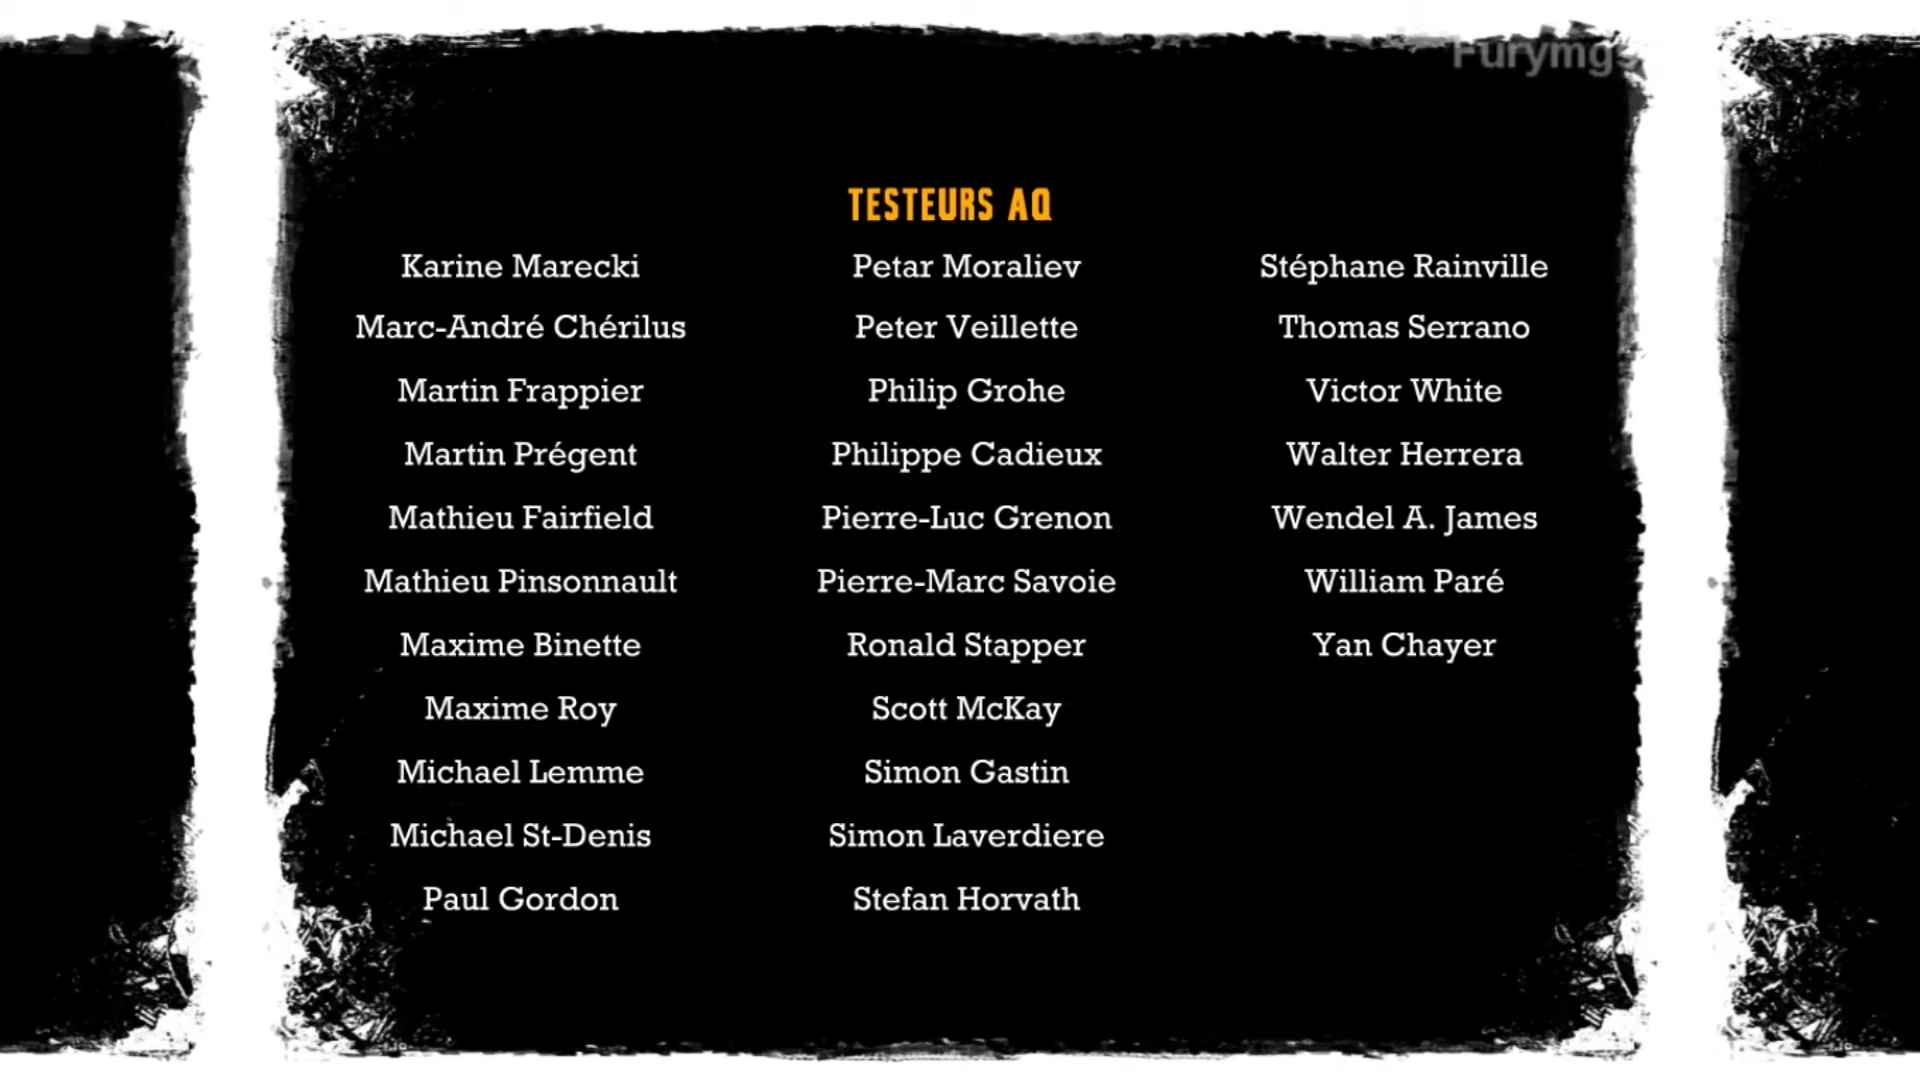 Furymgs
TESTEURS AQ
Karine Marecki Petar Moraliev Stéphane Rainville
Marc-André Chérilus Peter Veillette Thomas Serrano
Martin Frappier Philip Grohe Victor White
Martin Prégent Philippe Cadieux Walter Herrera
Mathieu Fairfield Pierre-Luc Grenon Wendel A. James
Mathieu Pinsonnault Pierre-Marc Savoie William Paré
Maxime Binette Ronald Stapper Yan Chayer
Maxime Roy Scott McKay
Michael Lemme Simon Gastin
Michael St-Denis Simon Laverdiere
Paul Gordon Stefan Horvath